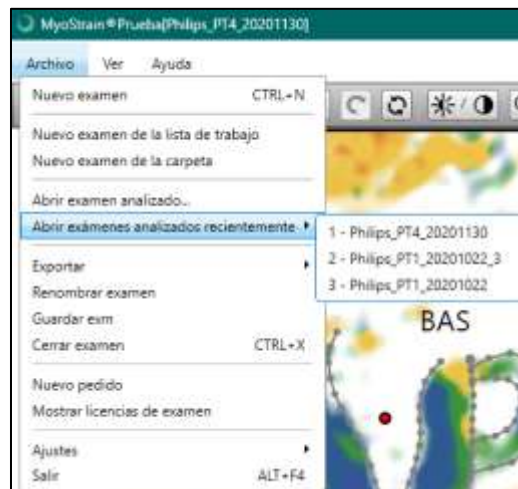 MyoStrain®Prueba[Philips_PT4_20201130]
Archivo Ver Ayuda
Nuevo examen CTRL+N
Nuevo examen de la lista de trabajo
Nuevo examen de la carpeta
Abrir examen analizado...
Abrir exámenes analizados recientemente
1 - Philips_PT4_20201130
2 - Philips_PT1_20201022_3
3 - Philips_PT1_20201022
Exportar
Renombrar examen
Guardar exm
Cerrar examen CTRL+X
Nuevo pedido
Mostrar licencias de examen
Ajustes
Salir ALT+F4
BAS